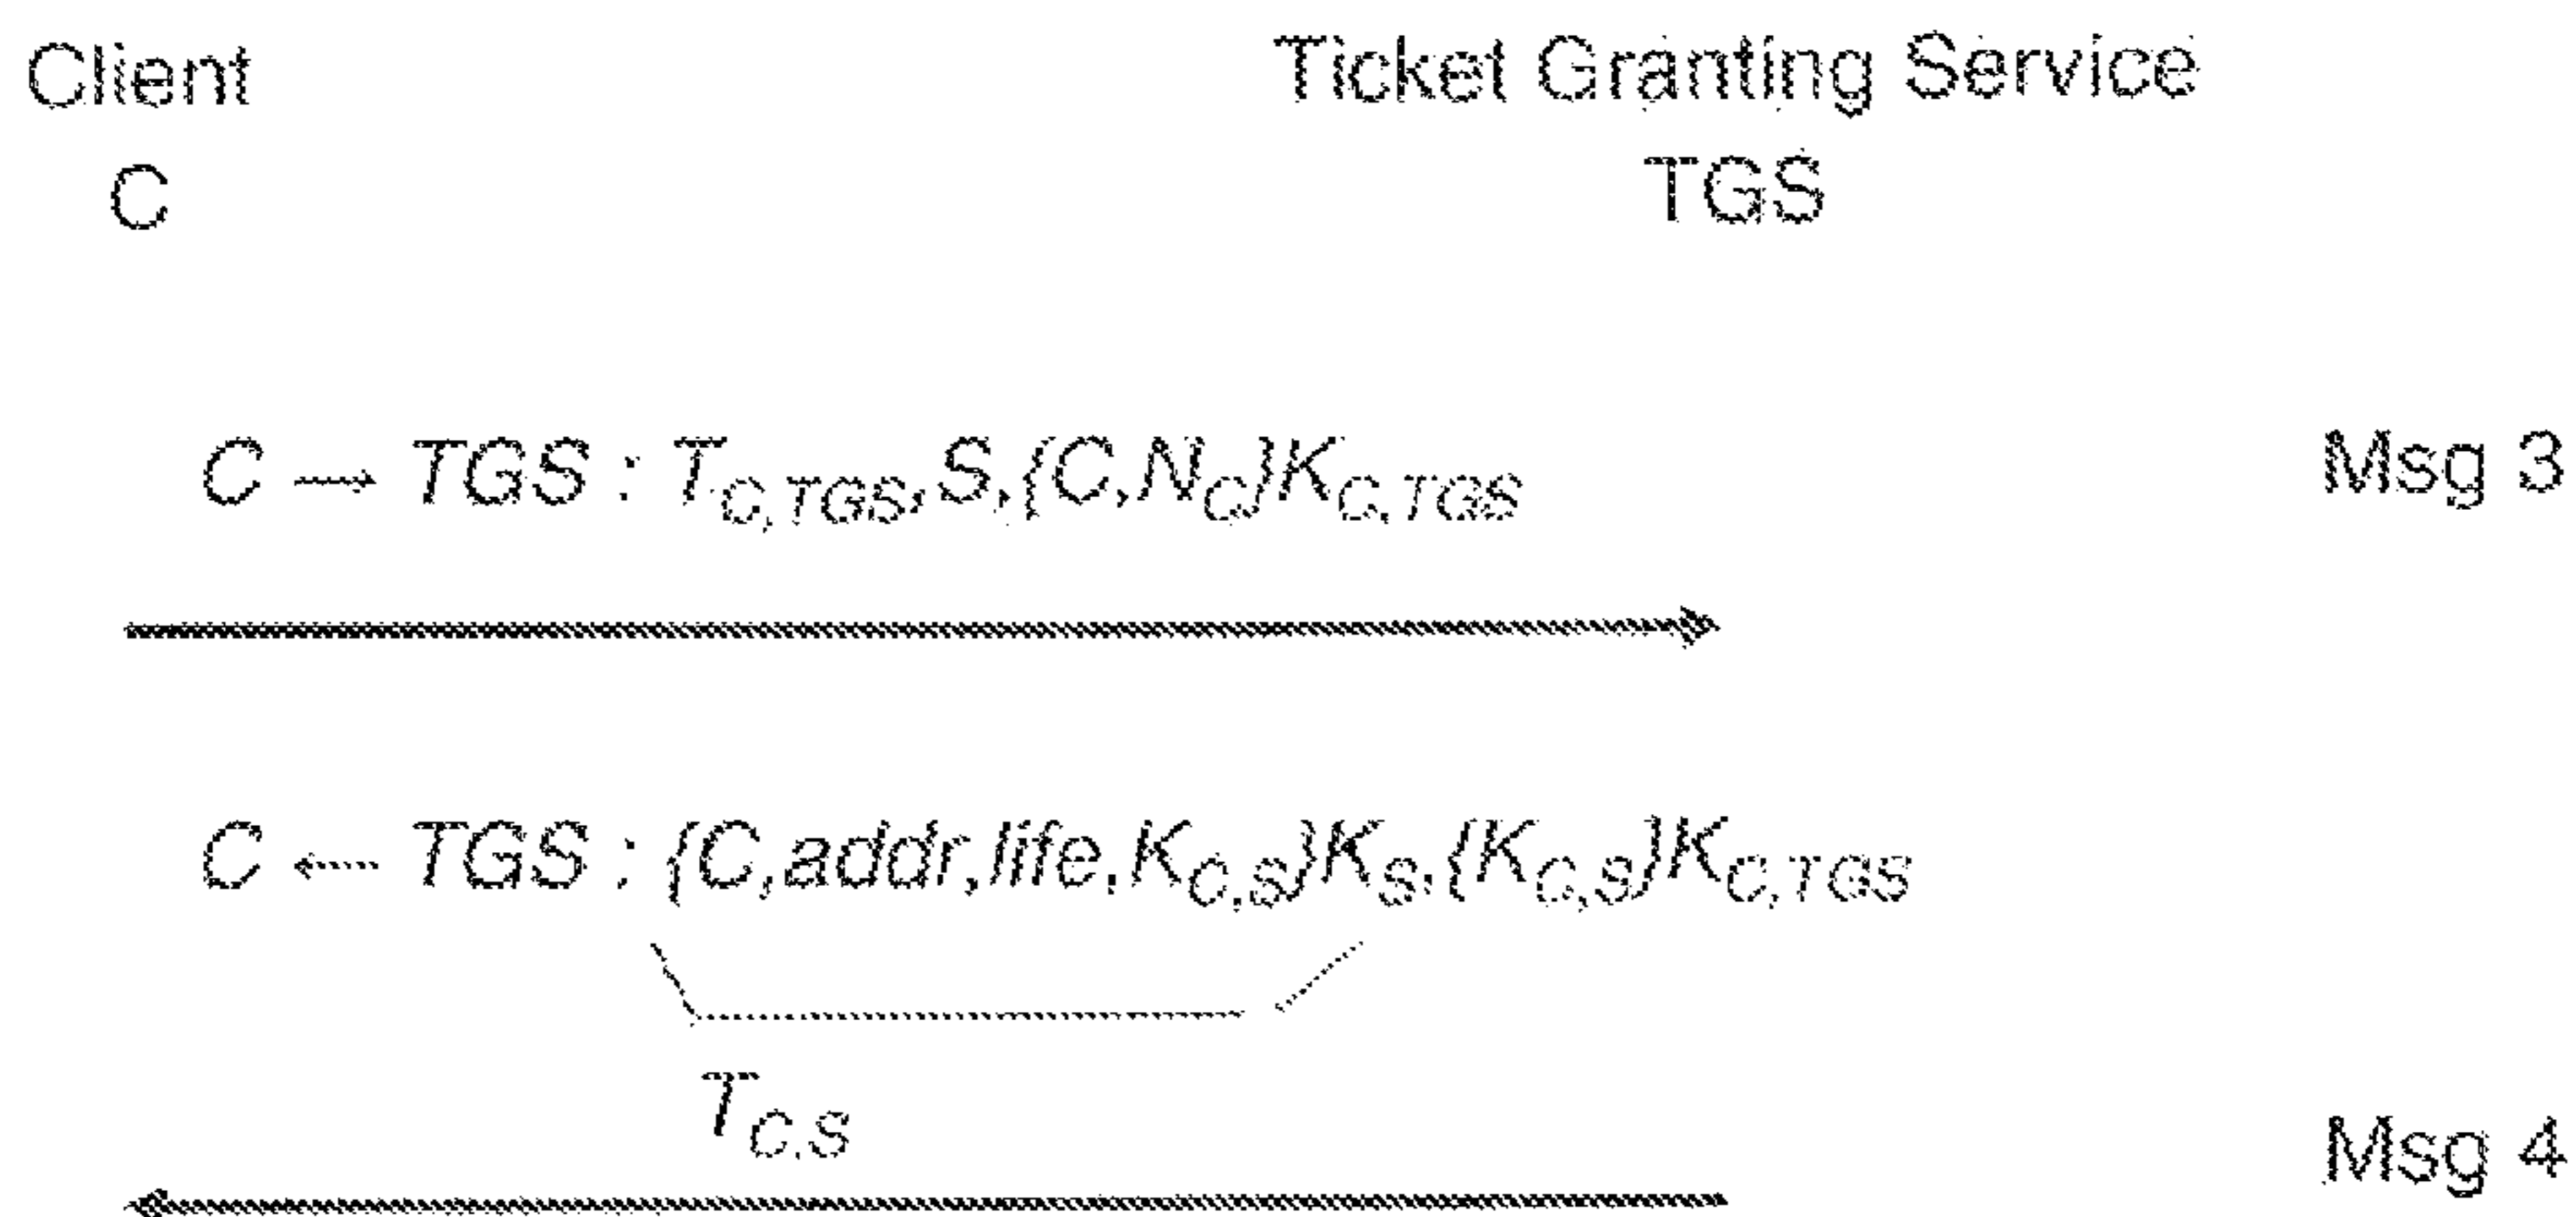 Client Ticket Granting Service
C TGS
C → TGS : T_{C,TGS},S,{C,N_C}K_{C,TGS} Msg 3
C ← TGS : {C,addr,life,K_{C,S}}K_S,{K_{C,S}}K_{C,TGS}
T_{C,S}
Msg 4